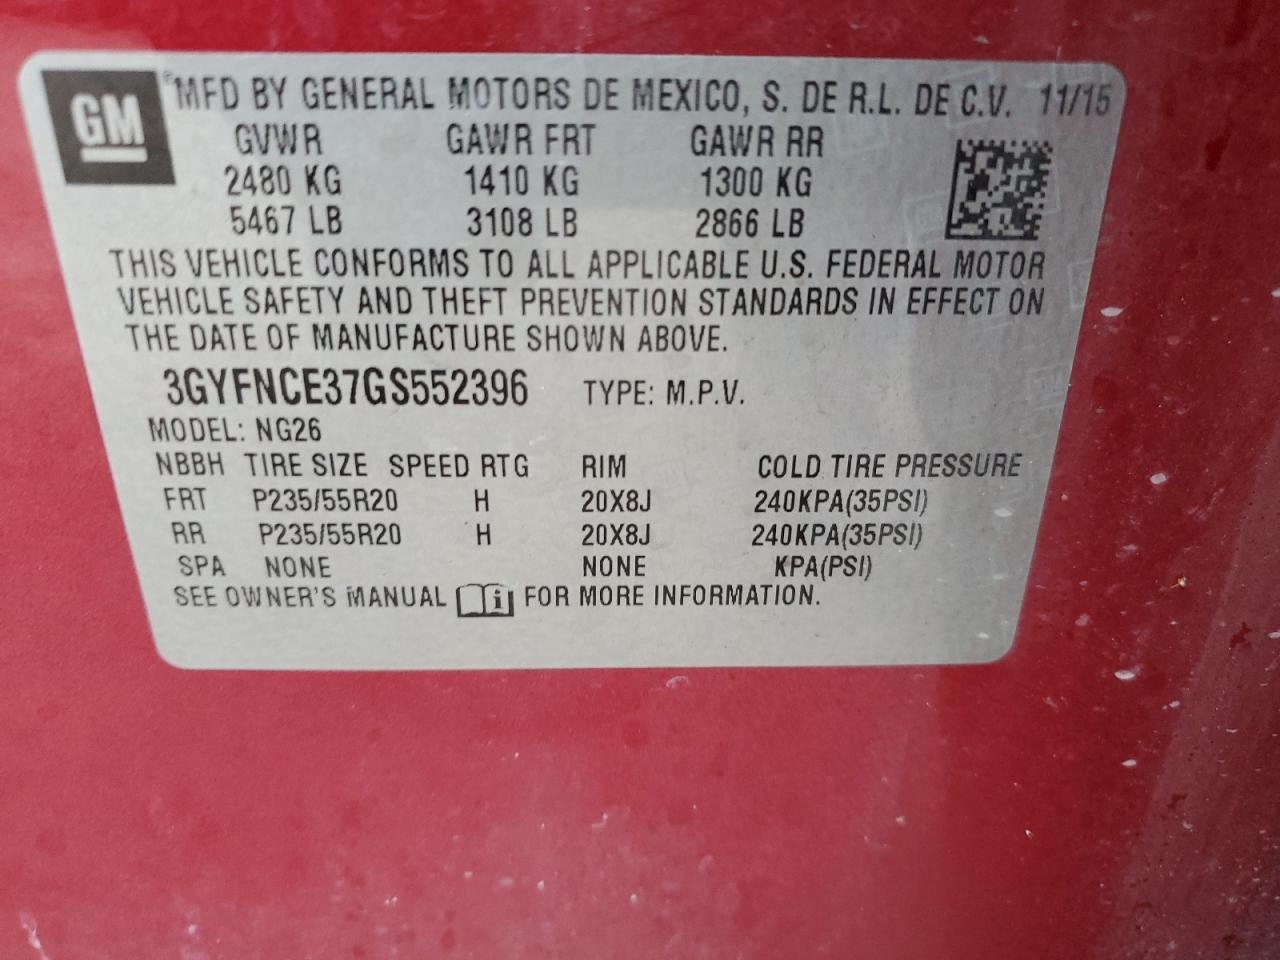 GM
®MFD BY GENERAL MOTORS DE MEXICO, S. DE R.L. DE C.V. 11/15
GVWR GAWR FRT GAWR RR
2480 KG 1410 KG 1300 KG
5467 LB 3108 LB 2866 LB
THIS VEHICLE CONFORMS TO ALL APPLICABLE U.S. FEDERAL MOTOR
VEHICLE SAFETY AND THEFT PREVENTION STANDARDS IN EFFECT ON
THE DATE OF MANUFACTURE SHOWN ABOVE.
3GYFNCE37GS552396 TYPE: M.P.V.
MODEL: NG26
NBBH TIRE SIZE SPEED RTG RIM COLD TIRE PRESSURE
FRT P235/55R20 H 20X8J 240KPA(35PSI)
RR P235/55R20 H 20X8J 240KPA(35PSI)
SPA NONE NONE KPA(PSI)
SEE OWNER'S MANUAL i FOR MORE INFORMATION.